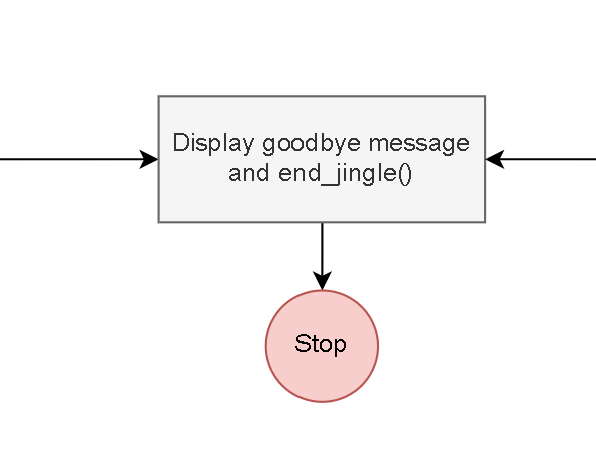 Display goodbye message
and end_jingle()
Stop